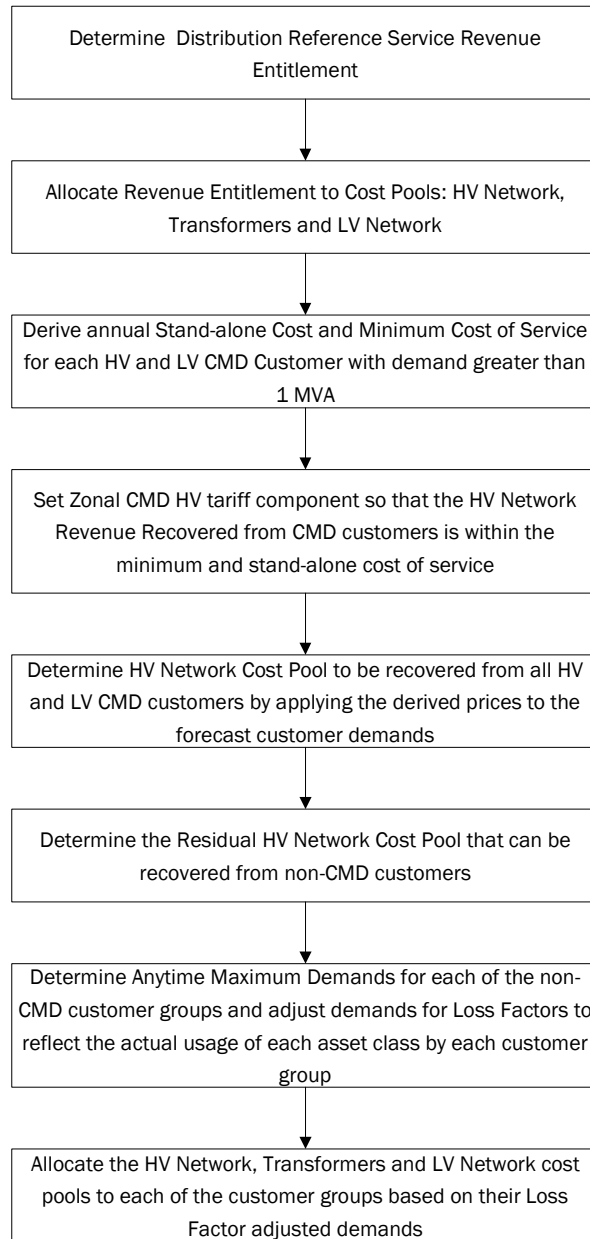 Determine  Distribution Reference Service Revenue
Entitlement
Allocate Revenue Entitlement to Cost Pools: HV Network,
Transformers and LV Network
Derive annual Stand-alone Cost and Minimum Cost of Service
for each HV and LV CMD Customer with demand greater than
1 MVA
Set Zonal CMD HV tariff component so that the HV Network
Revenue Recovered from CMD customers is within the
minimum and stand-alone cost of service
Determine HV Network Cost Pool to be recovered from all HV
and LV CMD customers by applying the derived prices to the
forecast customer demands
Determine the Residual HV Network Cost Pool that can be
recovered from non-CMD customers
Determine Anytime Maximum Demands for each of the non-
CMD customer groups and adjust demands for Loss Factors to
reflect the actual usage of each asset class by each customer
group
Allocate the HV Network, Transformers and LV Network cost
pools to each of the customer groups based on their Loss
Factor adjusted demands